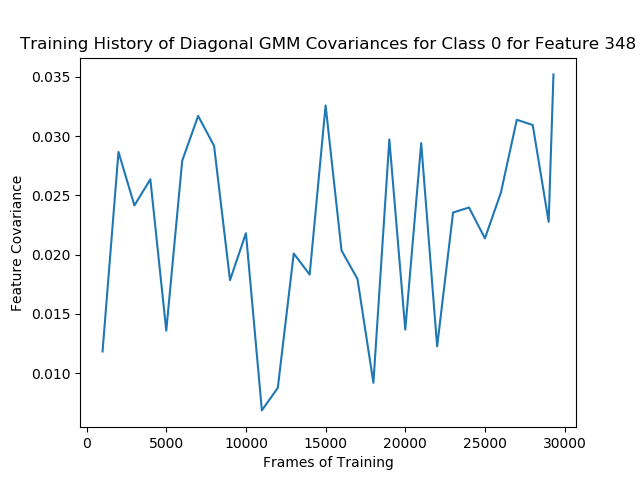 Training History of Diagonal GMM Covariances for Class 0 for Feature 348
Feature Covariance
0.035
0.030
0.025
0.020
0.015
0.010
0 5000 10000 15000 20000 25000 30000
Frames of Training